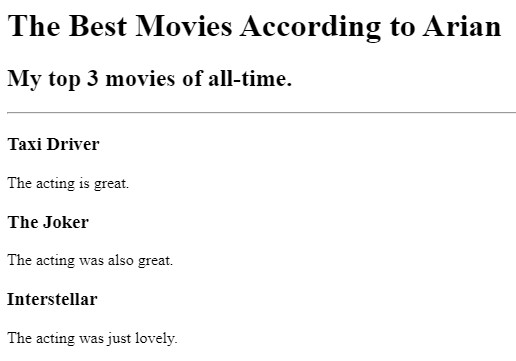 The Best Movies According to Arian
My top 3 movies of all-time.
Taxi Driver
The acting is great.
The Joker
The acting was also great.
Interstellar
The acting was just lovely.